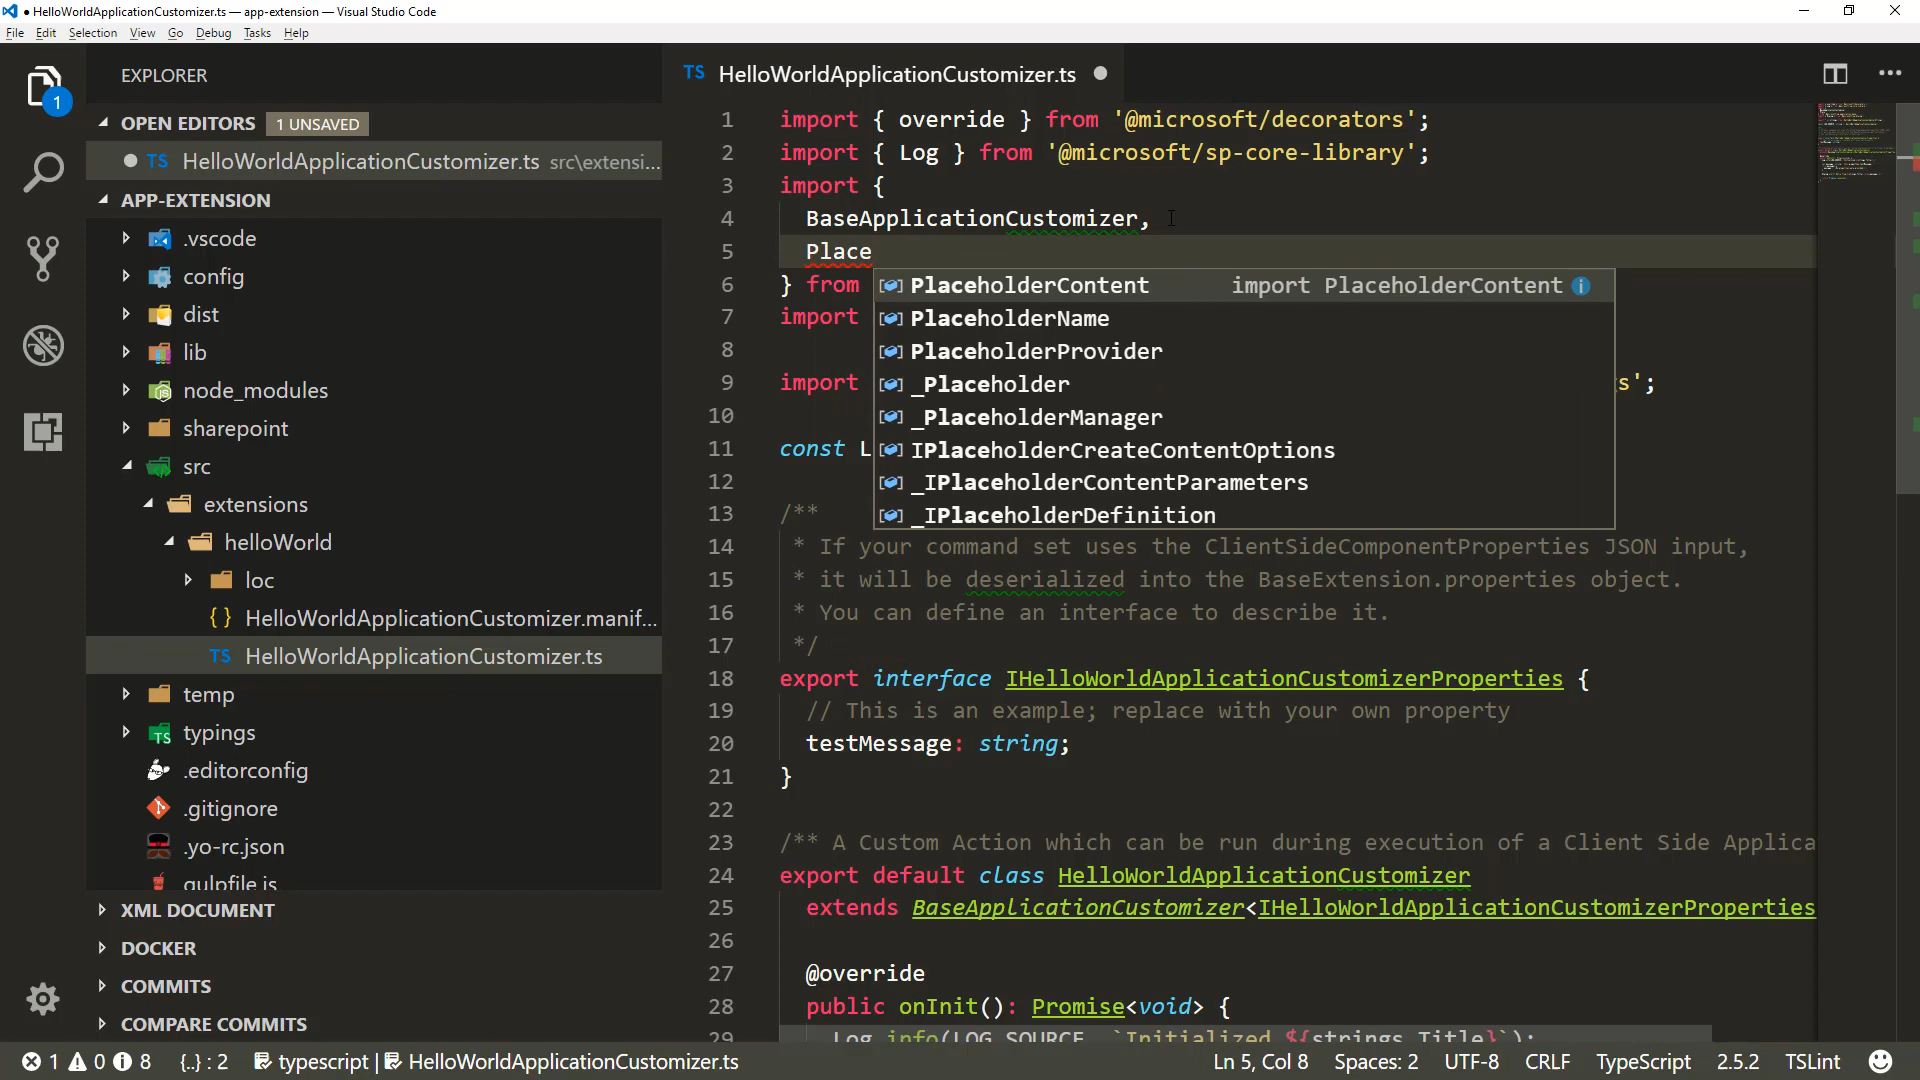 ● HelloWorldApplicationCustomizer.ts — app-extension — Visual Studio Code
File Edit Selection View Go Debug Tasks Help
1
EXPLORER
OPEN EDITORS 1 UNSAVED
● TS HelloWorldApplicationCustomizer.ts src\extensi...
APP-EXTENSION
.vscode
config
dist
lib
node_modules
sharepoint
src
extensions
helloWorld
loc
{ } HelloWorldApplicationCustomizer.manif...
TS HelloWorldApplicationCustomizer.ts
temp
TS typings
.editorconfig
.gitignore
.yo-rc.json
gulpfile.js
XML DOCUMENT
DOCKER
COMMITS
COMPARE COMMITS
TS HelloWorldApplicationCustomizer.ts ●
1 import { override } from '@microsoft/decorators';
2 import { Log } from '@microsoft/sp-core-library';
3 import {
4 BaseApplicationCustomizer,
5 Place
6 } from
7 import
8
9 import s';
10
11 const L
12
PlaceholderContent import PlaceholderContent
PlaceholderName
PlaceholderProvider
_Placeholder
_PlaceholderManager
IPlaceholderCreateContentOptions
_IPlaceholderContentParameters
_IPlaceholderDefinition
13 /**
14 * If your command set uses the ClientSideComponentProperties JSON input,
15 * it will be deserialized into the BaseExtension.properties object.
16 * You can define an interface to describe it.
17 */
18 export interface IHelloWorldApplicationCustomizerProperties {
19 // This is an example; replace with your own property
20 testMessage: string;
21 }
22
23 /** A Custom Action which can be run during execution of a Client Side Applica
24 export default class HelloWorldApplicationCustomizer
25 extends BaseApplicationCustomizer<IHelloWorldApplicationCustomizerProperties
26
27 @override
28 public onInit(): Promise<void> {
29 Log.info(LOG_SOURCE, `Initialized ${strings.Title}`);
1 0 8 {..} : 2 typescript | HelloWorldApplicationCustomizer.ts Ln 5, Col 8 Spaces: 2 UTF-8 CRLF TypeScript 2.5.2 TSLint